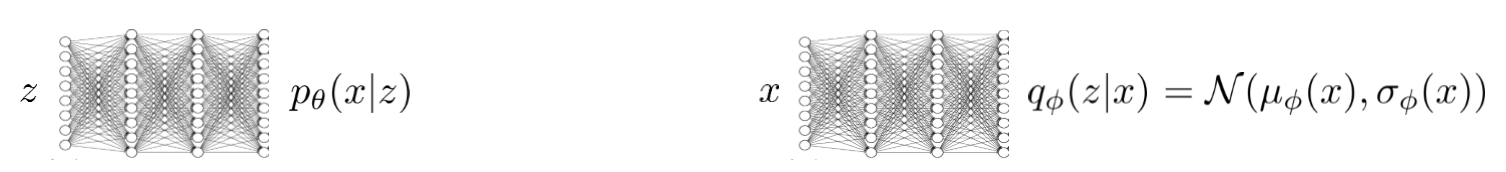 z p_θ(x|z) x q_ϕ(z|x) = 𝒩(μ_ϕ(x), σ_ϕ(x))